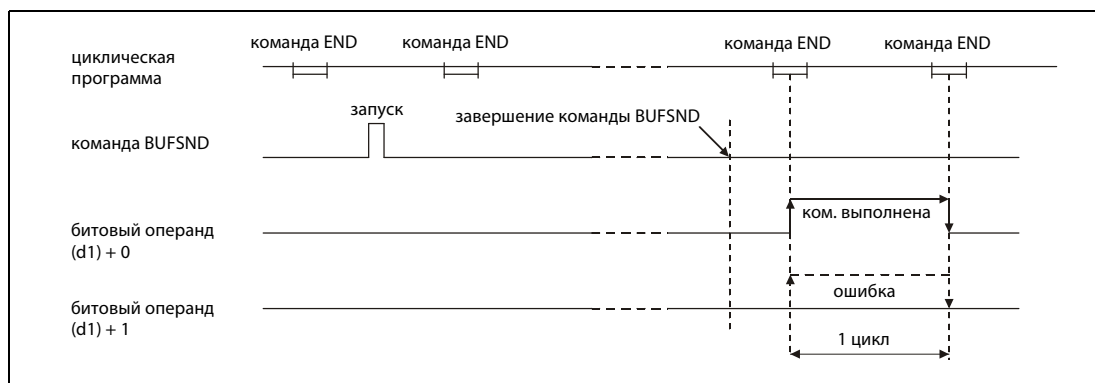 команда END
команда END
команда END
команда END
циклическая
программа
запуск
завершение команды BUFSND
команда BUFSND
ком. выполнена
битовый операнд
(d1) + 0
ошибка
битовый операнд
(d1) + 1
1 цикл